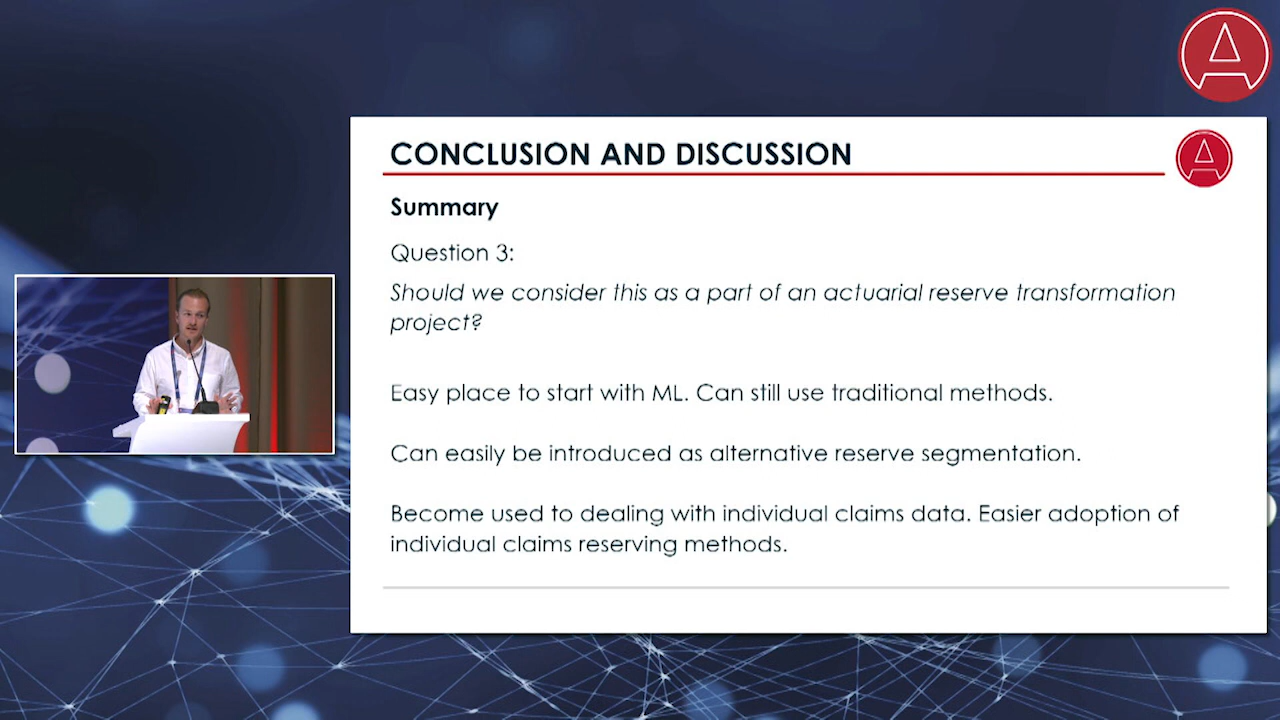 CONCLUSION AND DISCUSSION
Summary
Question 3:
Should we consider this as a part of an actuarial reserve transformation
project?
Easy place to start with ML. Can still use traditional methods.
Can easily be introduced as alternative reserve segmentation.
Become used to dealing with individual claims data. Easier adoption of
individual claims reserving methods.